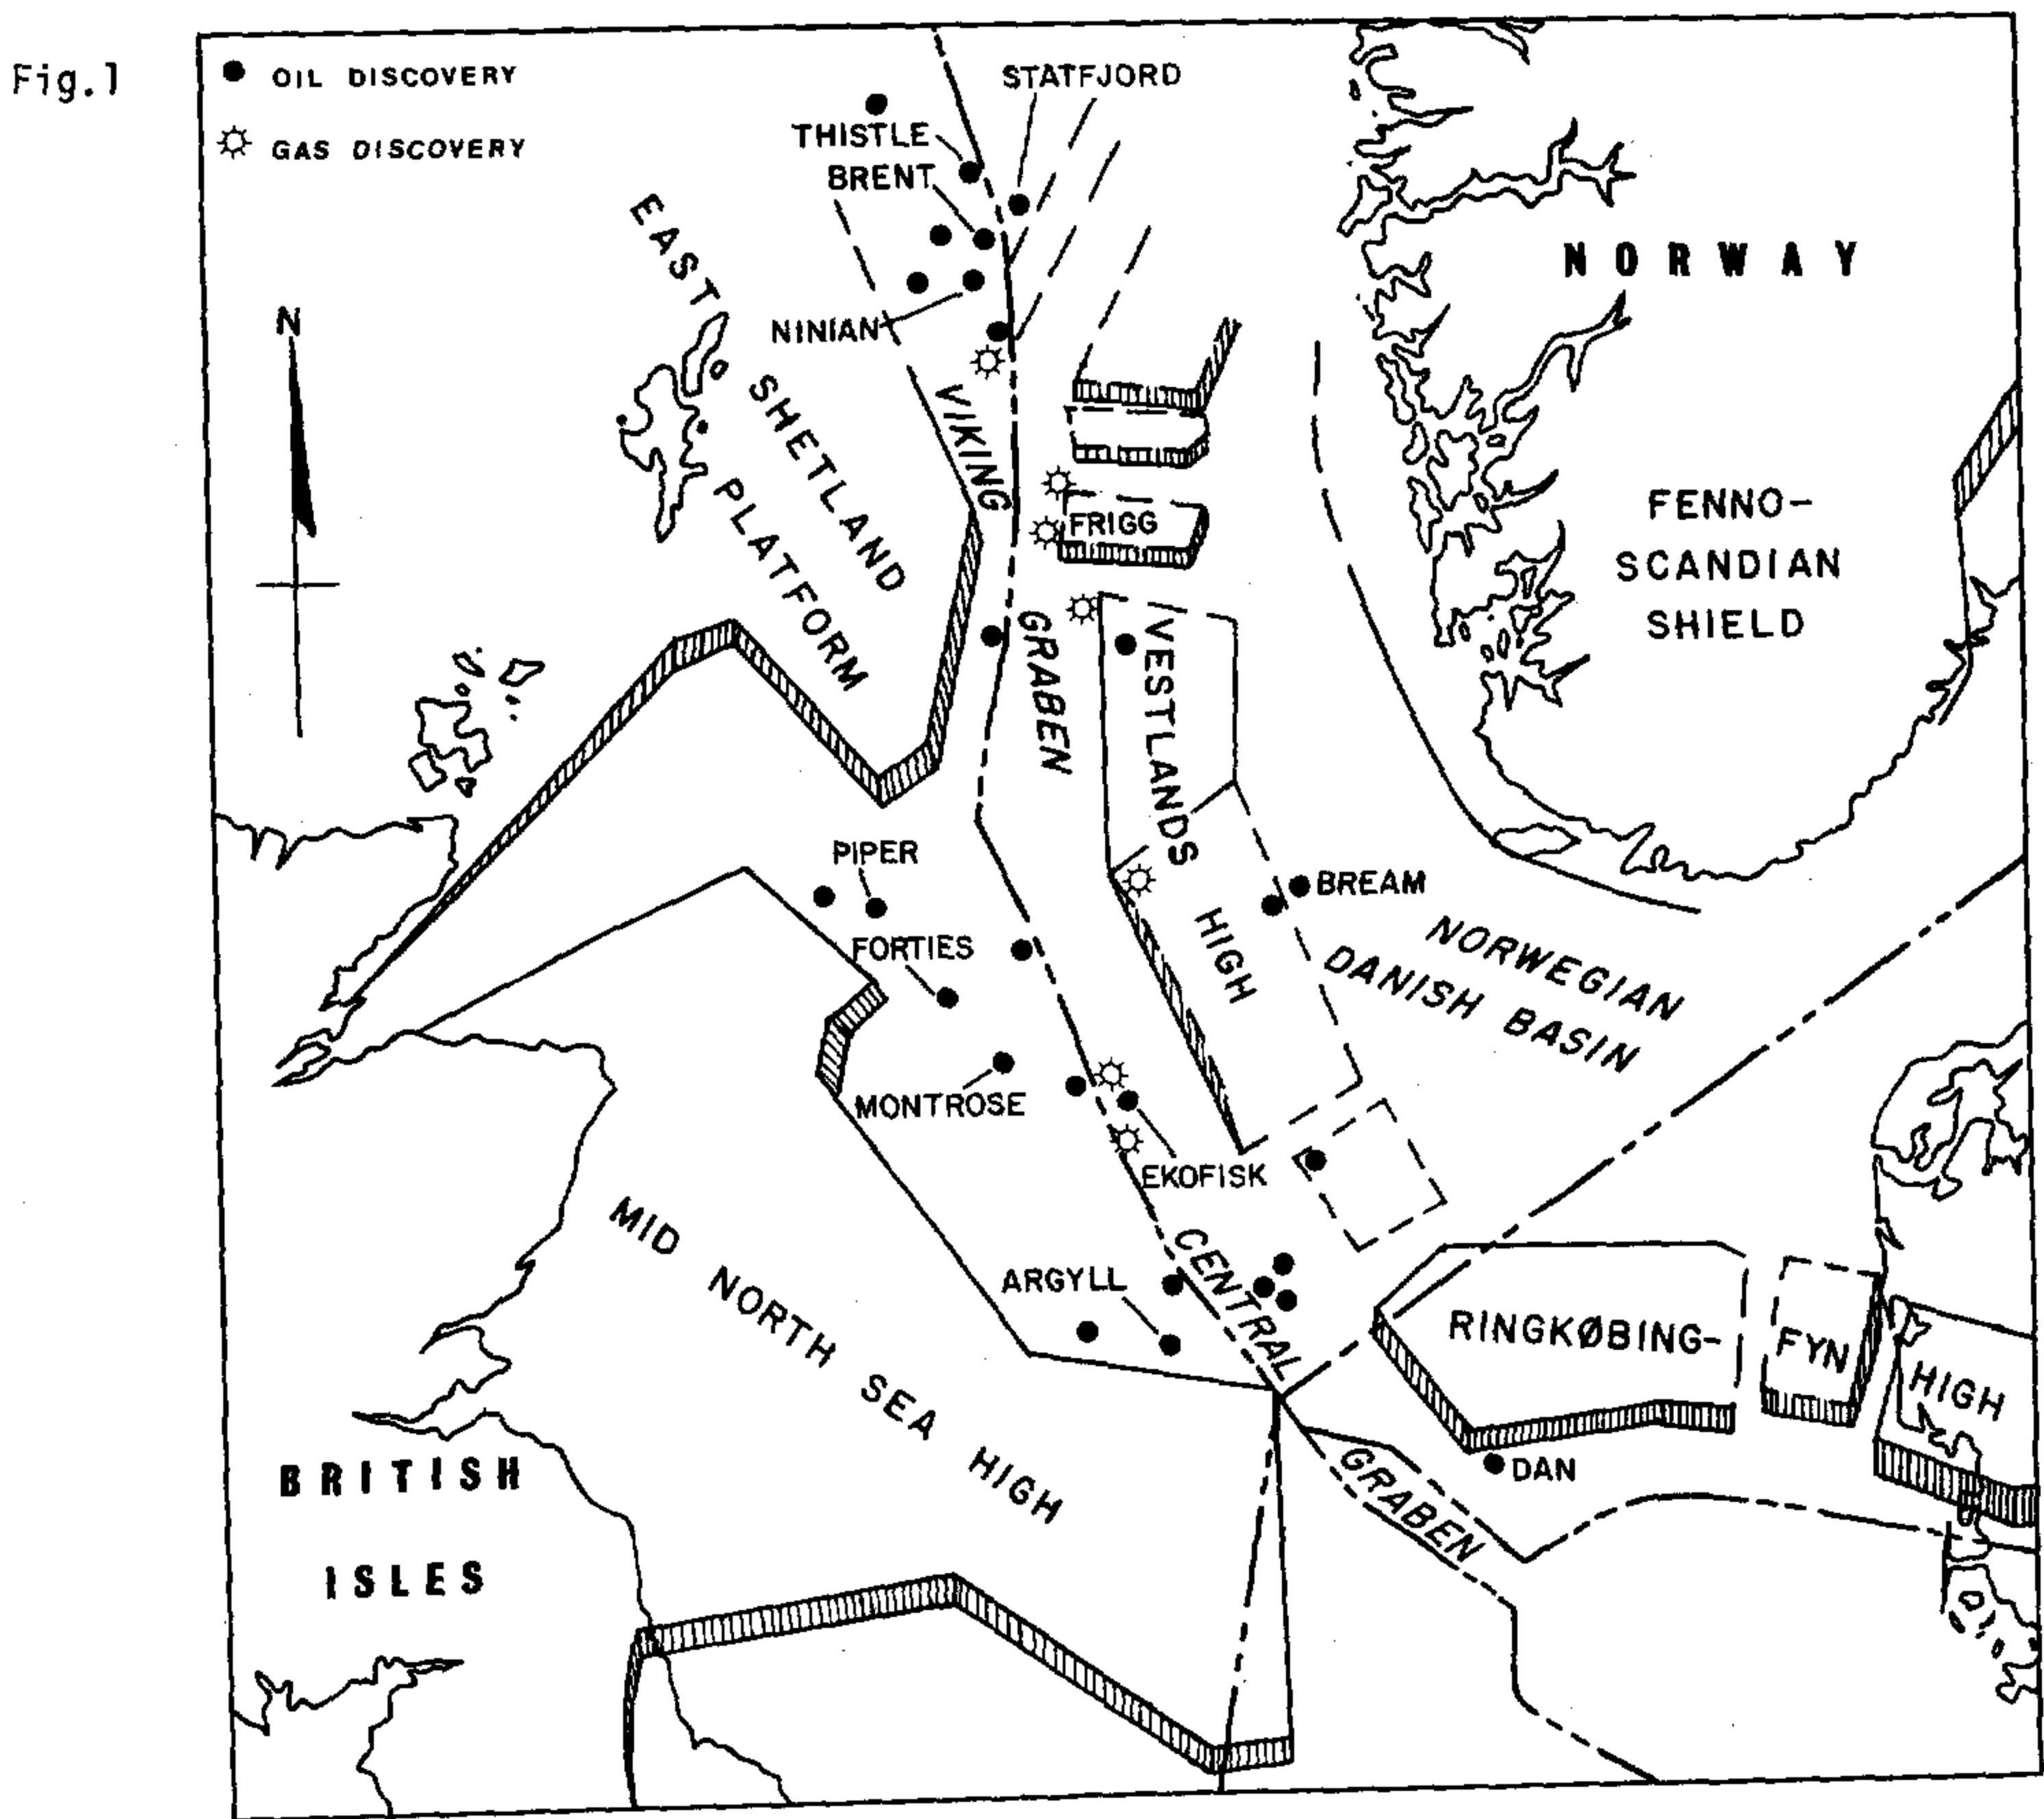 Fig.1
OIL DISCOVERY
GAS DISCOVERY
STATFJORD
THISTLE
BRENT
EAST SHETLAND
PLATFORM
N
NINIAN
VIKING
GRABEN
NORWAY
FRIGG
FENNO-
SCANDIAN
SHIELD
VESTLANDS
HIGH
PIPER
BREAM
FORTIES
NORWEGIAN
DANISH BASIN
MONTROSE
EKOFISK
MID NORTH SEA HIGH
CENTRAL
GRABEN
ARGYLL
RINGKØBING-
FYN
HIGH
DAN
BRITISH
ISLES